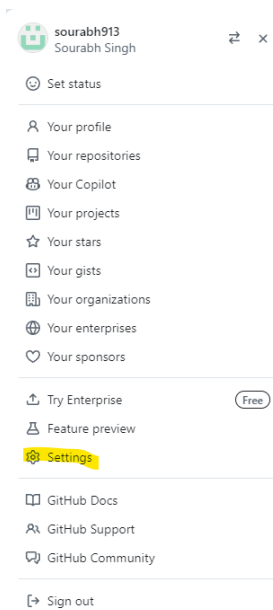 sourabh913
Sourabh Singh
Set status
Your profile
Your repositories
Your Copilot
Your projects
Your stars
Your gists
Your organizations
Your enterprises
Your sponsors
Try Enterprise Free
Feature preview
Settings
GitHub Docs
GitHub Support
GitHub Community
Sign out